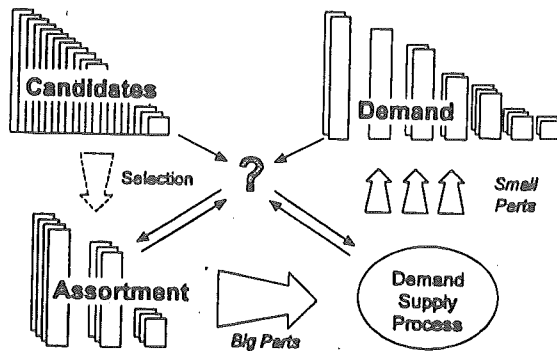 Candidates
Demand
Selection
?
Small
Parts
Assortment
Big Parts
Demand
Supply
Process